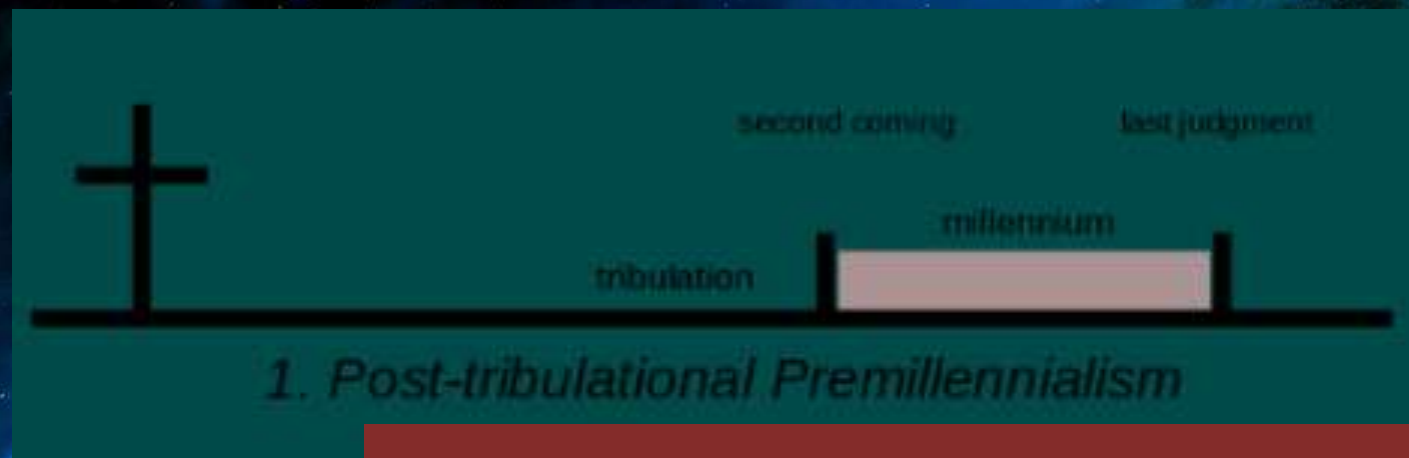 second coming
last judgment
millennium
tribulation
1. Post-tribulational Premillennialism